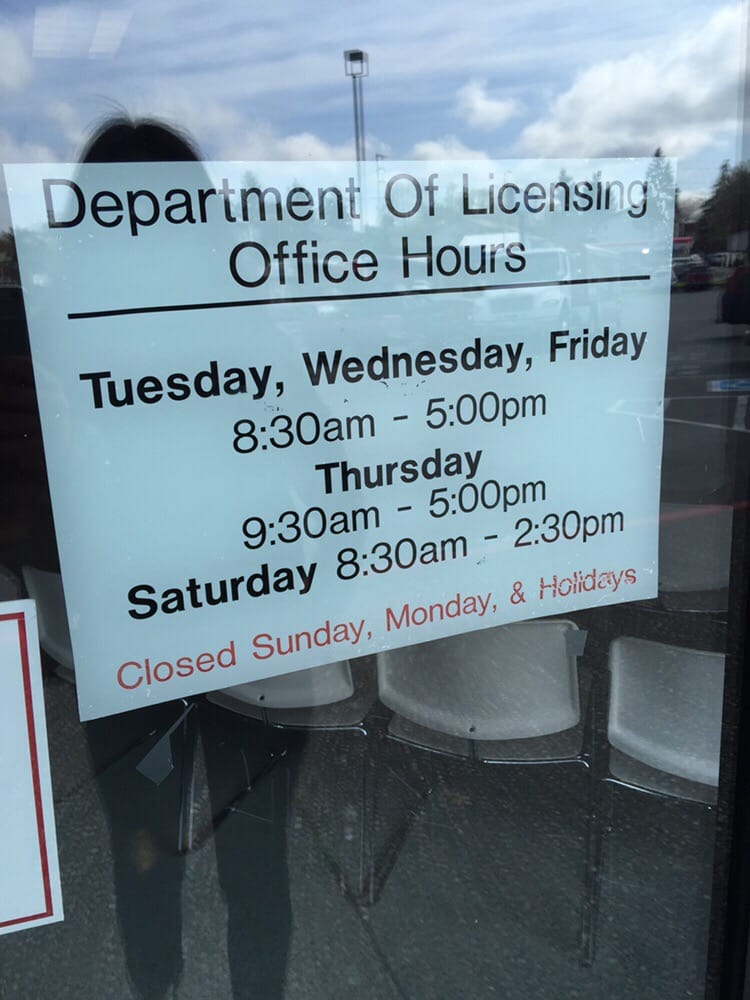 Department Of Licensing
Office Hours
Tuesday, Wednesday, Friday
8:30am - 5:00pm
Thursday
9:30am - 5:00pm
Saturday 8:30am - 2:30pm
Closed Sunday, Monday, & Holidays